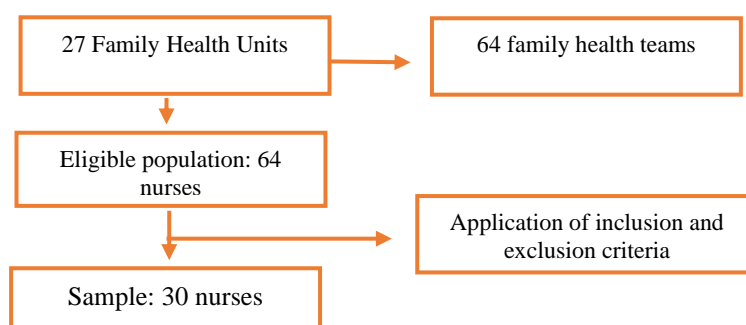 27 Family Health Units
64 family health teams
Eligible population: 64
nurses
Application of inclusion and
exclusion criteria
Sample: 30 nurses